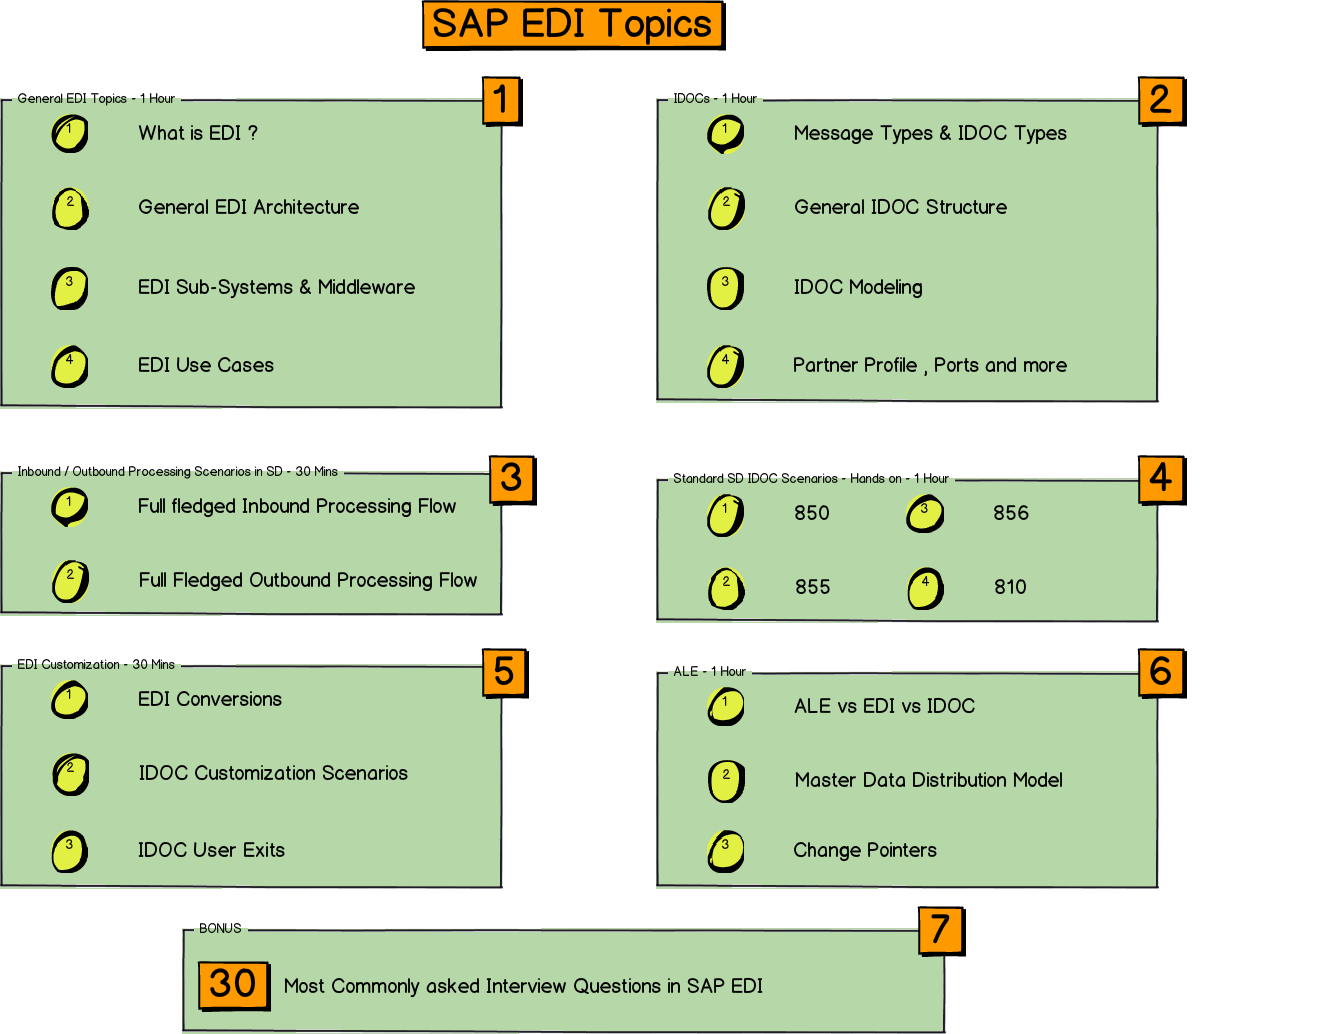 SAP EDI Topics
General EDI Topics - 1 Hour
1
1 What is EDI ?
2 General EDI Architecture
3 EDI Sub-Systems & Middleware
4 EDI Use Cases
IDOCs - 1 Hour
2
1 Message Types & IDOC Types
2 General IDOC Structure
3 IDOC Modeling
4 Partner Profile , Ports and more
Inbound / Outbound Processing Scenarios in SD - 30 Mins
3
1 Full fledged Inbound Processing Flow
2 Full Fledged Outbound Processing Flow
Standard SD IDOC Scenarios - Hands on - 1 Hour
4
1 850 3 856
2 855 4 810
EDI Customization - 30 Mins
5
1 EDI Conversions
2 IDOC Customization Scenarios
3 IDOC User Exits
ALE - 1 Hour
6
1 ALE vs EDI vs IDOC
2 Master Data Distribution Model
3 Change Pointers
BONUS
7
30 Most Commonly asked Interview Questions in SAP EDI